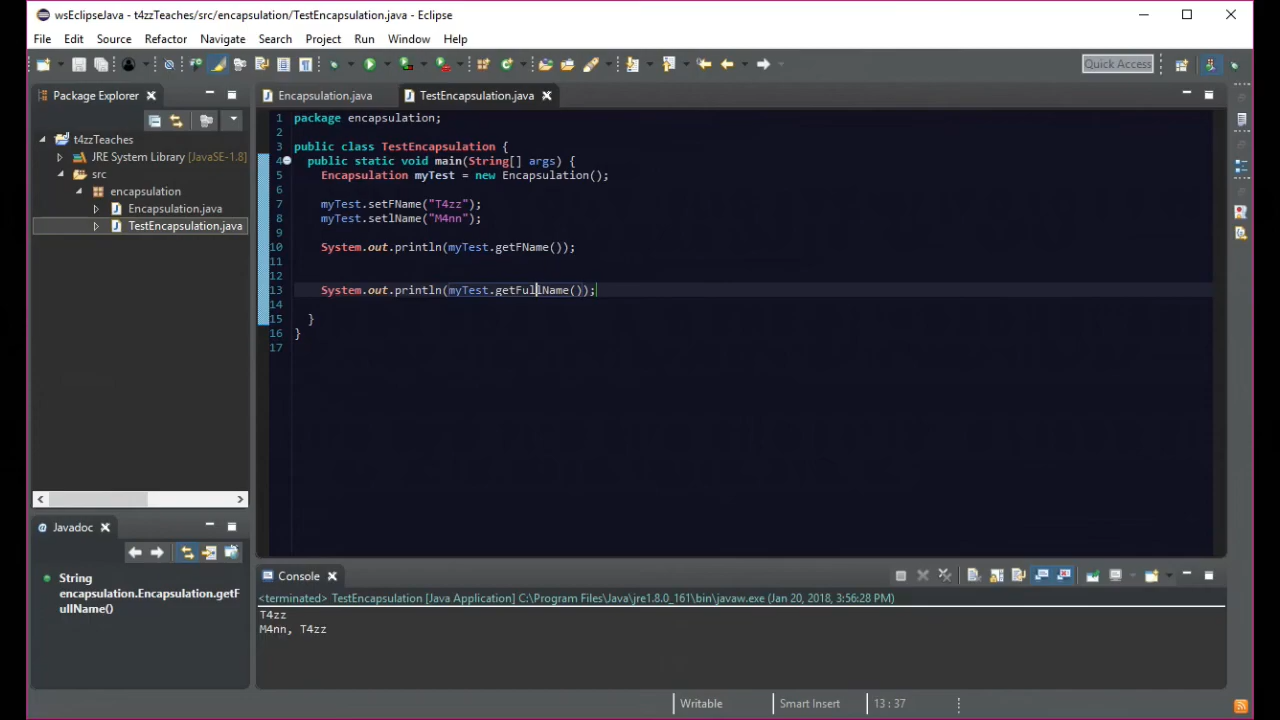 wsEclipseJava - t4zzTeaches/src/encapsulation/TestEncapsulation.java - Eclipse
File Edit Source Refactor Navigate Search Project Run Window Help
Quick Access
Package Explorer
t4zzTeaches
JRE System Library [JavaSE-1.8]
src
encapsulation
Encapsulation.java
TestEncapsulation.java
Encapsulation.java TestEncapsulation.java
1 package encapsulation;
2
3 public class TestEncapsulation {
4 public static void main(String[] args) {
5 Encapsulation myTest = new Encapsulation();
6
7 myTest.setFName("T4zz");
8 myTest.setlName("M4nn");
9
10 System.out.println(myTest.getFName());
11
12
13 System.out.println(myTest.getFullName());
14
15 }
16 }
17
Javadoc
String
encapsulation.Encapsulation.getF
ullName()
Console
<terminated> TestEncapsulation [Java Application] C:\Program Files\Java\jre1.8.0_161\bin\javaw.exe (Jan 20, 2018, 3:56:28 PM)
T4zz
M4nn, T4zz
Writable Smart Insert 13 : 37